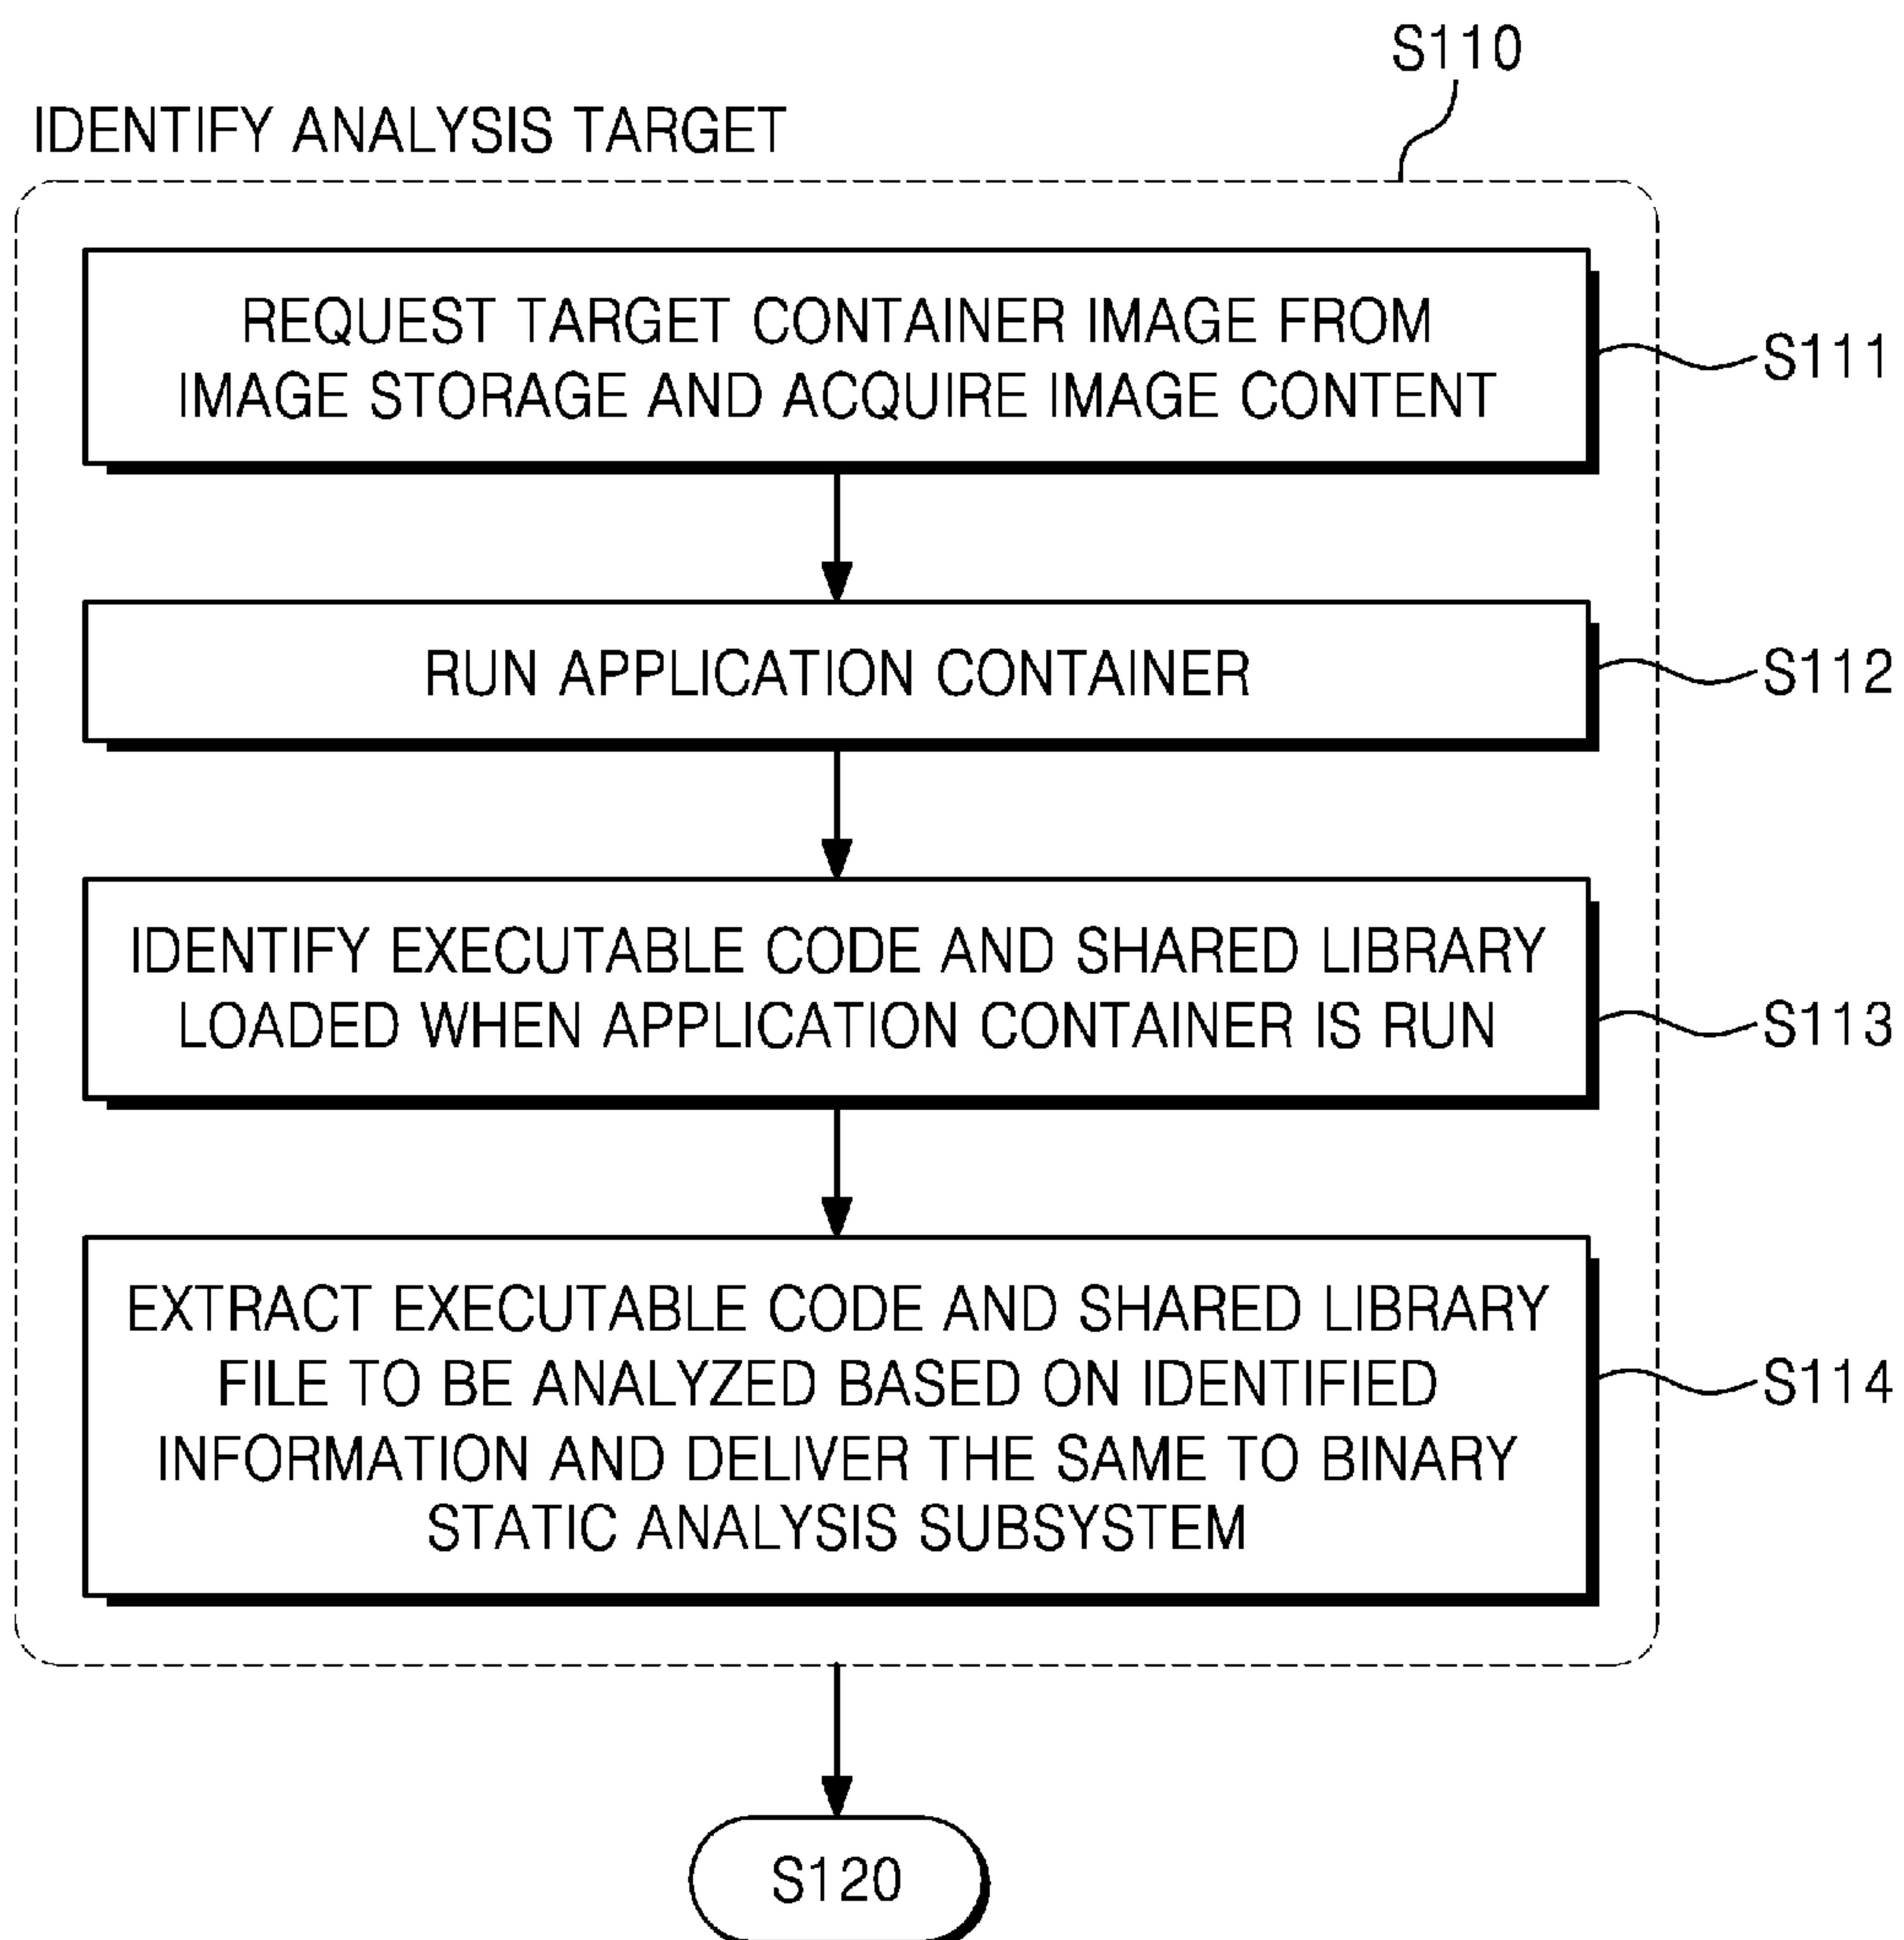 S110
IDENTIFY ANALYSIS TARGET
REQUEST TARGET CONTAINER IMAGE FROM
IMAGE STORAGE AND ACQUIRE IMAGE CONTENT
S111
RUN APPLICATION CONTAINER
S112
IDENTIFY EXECUTABLE CODE AND SHARED LIBRARY
LOADED WHEN APPLICATION CONTAINER IS RUN
S113
EXTRACT EXECUTABLE CODE AND SHARED LIBRARY
FILE TO BE ANALYZED BASED ON IDENTIFIED
INFORMATION AND DELIVER THE SAME TO BINARY
STATIC ANALYSIS SUBSYSTEM
S114
S120